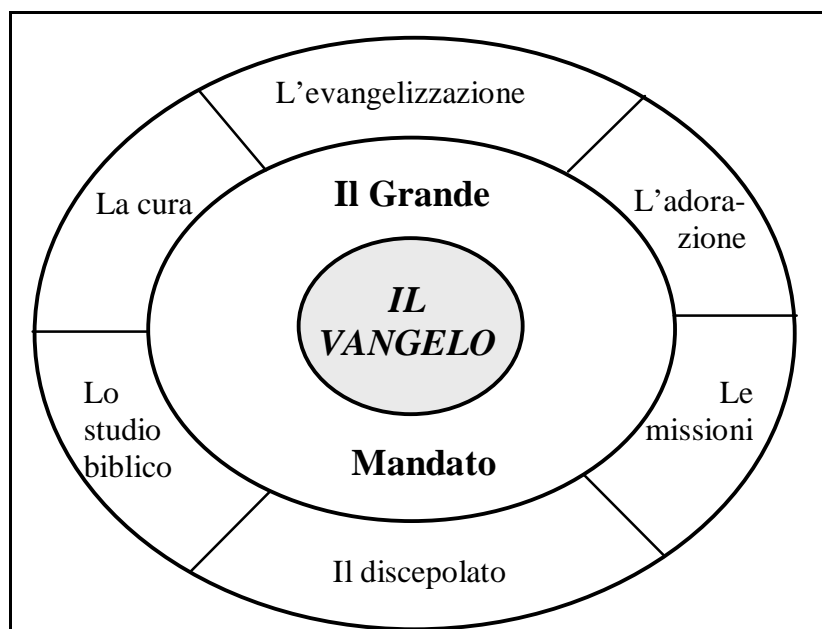 L’evangelizzazione
La cura
Il Grande
L’adora-
zione
IL
VANGELO
Lo
studio
biblico
Le
missioni
Mandato
Il discepolato